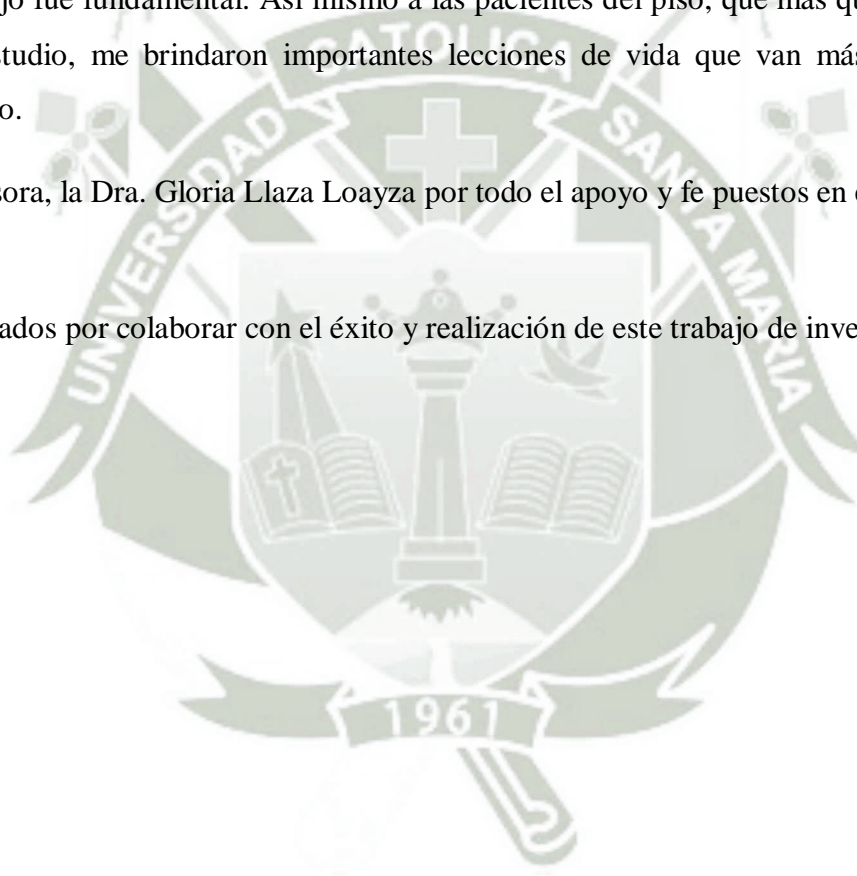 jo fue fundamental. Así mismo a las pacientes del piso, que más qu
studio, me brindaron importantes lecciones de vida que van más
o.
sora, la Dra. Gloria Llaza Loayza por todo el apoyo y fe puestos en
ados por colaborar con el éxito y realización de este trabajo de inve
UNIVERSIDAD CATOLICA SANTA MARIA
1961